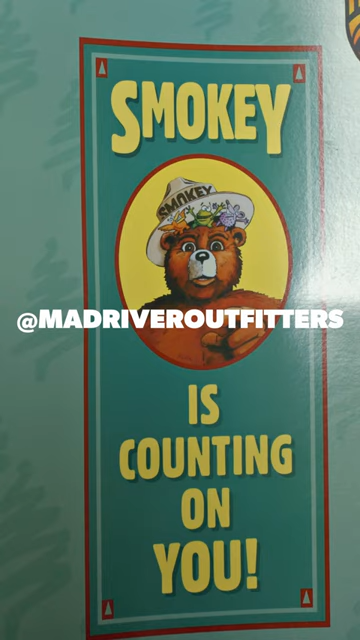 SMOKEY
SMOKEY
@MADRIVEROUTFITTERS
IS
COUNTING
ON
YOU!